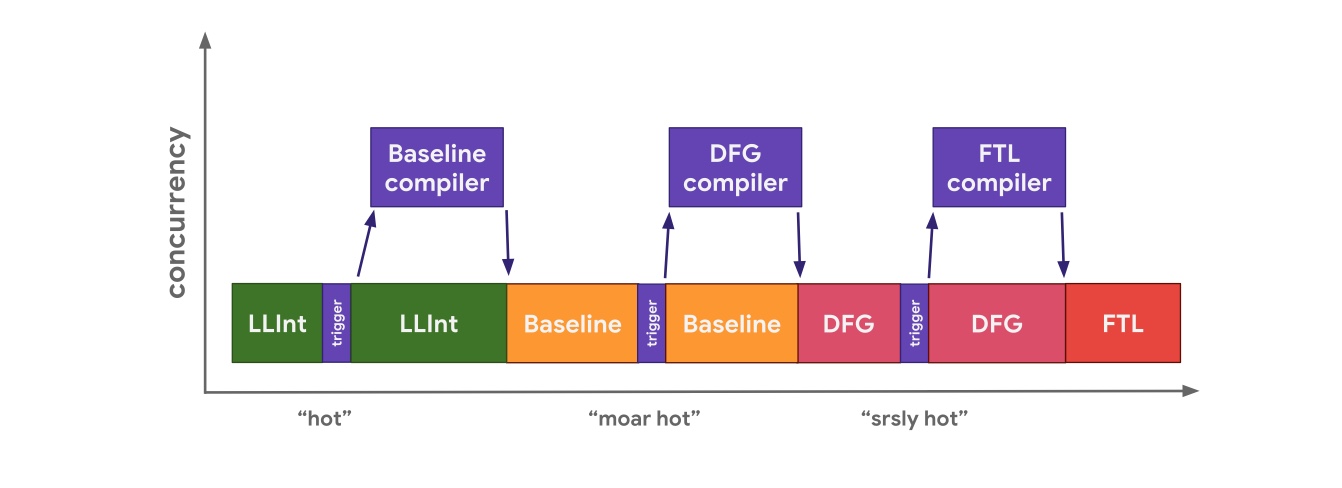 concurrency
Baseline
compiler
DFG
compiler
FTL
compiler
LLInt
trigger
LLInt
Baseline
trigger
Baseline
DFG
trigger
DFG
FTL
“hot”
“moar hot”
“srsly hot”